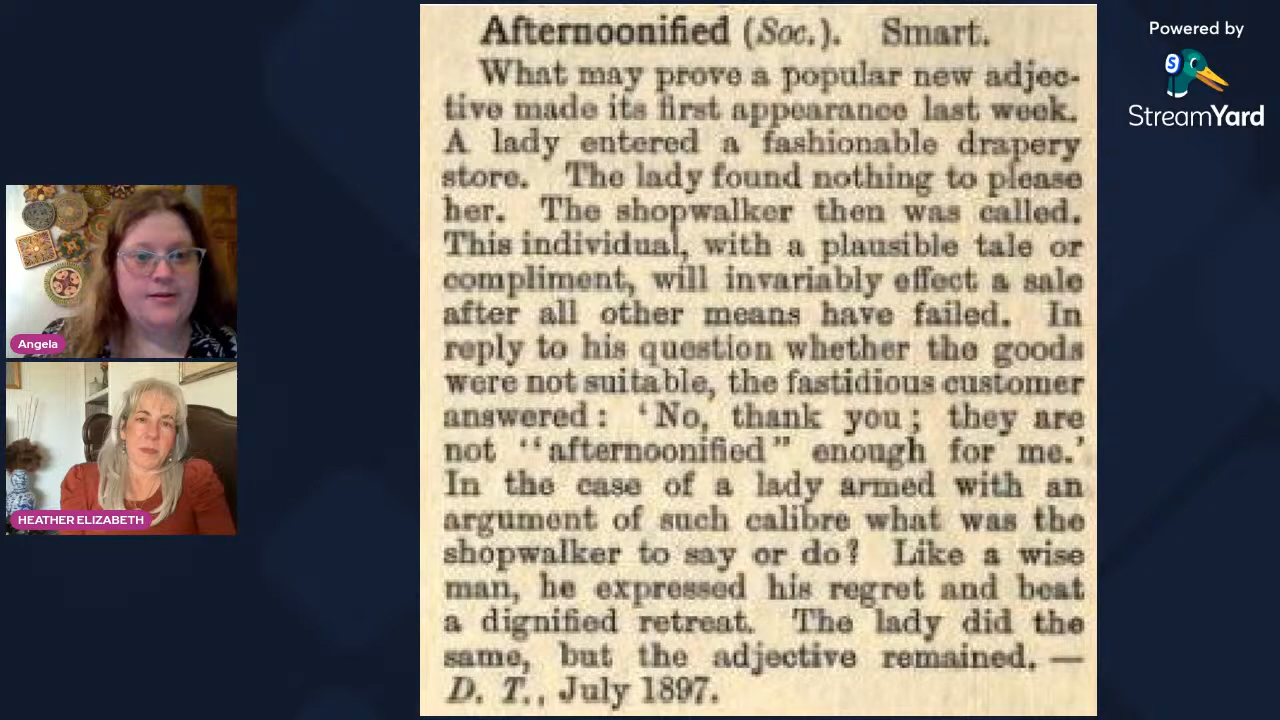 Afternoonified (Soc.). Smart.
What may prove a popular new adjec-
tive made its first appearance last week.
A lady entered a fashionable drapery
store. The lady found nothing to please
her. The shopwalker then was called.
This individual, with a plausible tale or
compliment, will invariably effect a sale
after all other means have failed. In
reply to his question whether the goods
were not suitable, the fastidious customer
answered: 'No, thank you; they are
not "afternoonified" enough for me.'
In the case of a lady armed with an
argument of such calibre what was the
shopwalker to say or do? Like a wise
man, he expressed his regret and beat
a dignified retreat. The lady did the
same, but the adjective remained. —
D. T., July 1897.
Powered by
S
StreamYard
Angela
HEATHER ELIZABETH